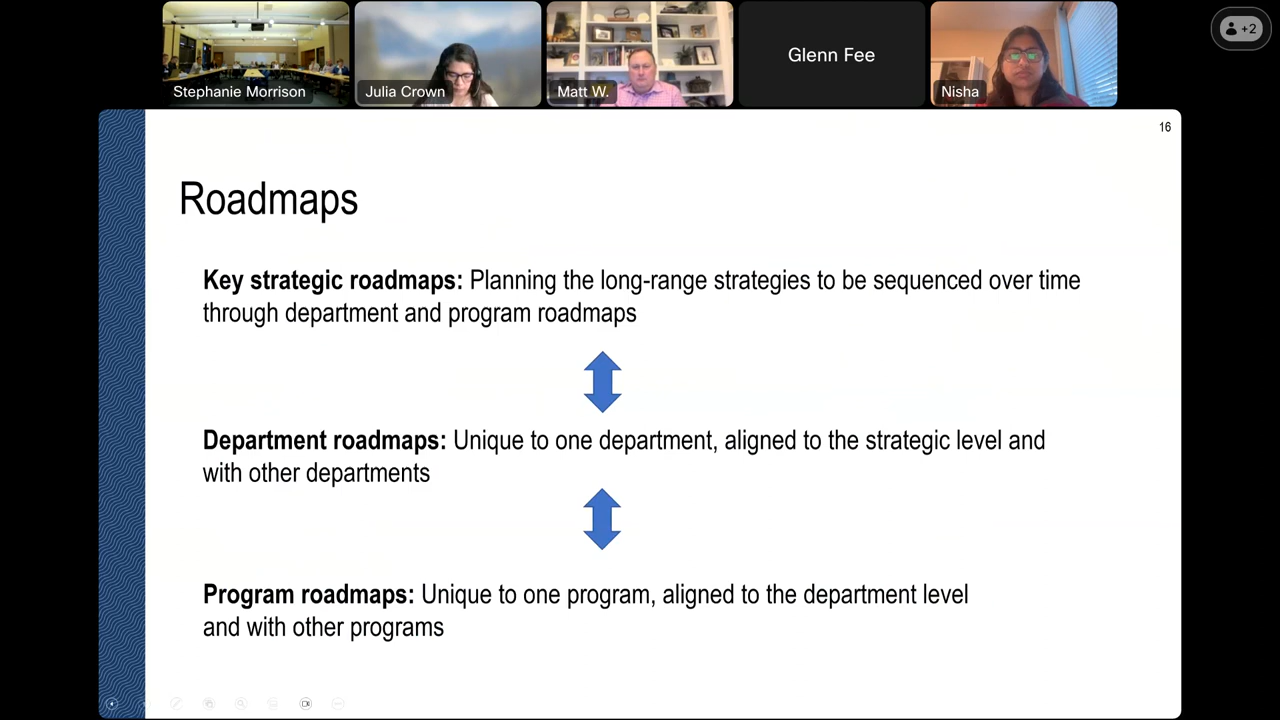 Stephanie Morrison
Julia Crown
Matt W.
Glenn Fee
Nisha
+2
16
Roadmaps
Key strategic roadmaps: Planning the long-range strategies to be sequenced over time
through department and program roadmaps
Department roadmaps: Unique to one department, aligned to the strategic level and
with other departments
Program roadmaps: Unique to one program, aligned to the department level
and with other programs